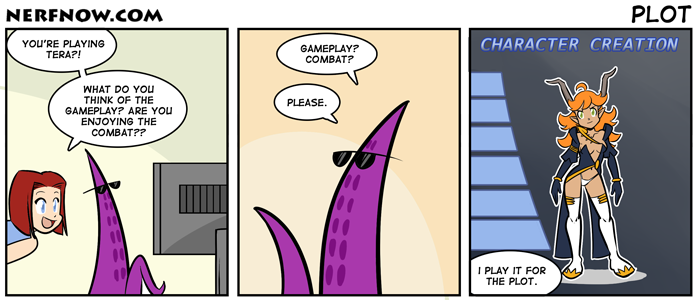 NERFNOW.COM
PLOT
YOU'RE PLAYING
TERA?!
WHAT DO YOU
THINK OF THE
GAMEPLAY? ARE YOU
ENJOYING THE
COMBAT??
GAMEPLAY?
COMBAT?
PLEASE.
CHARACTER CREATION
I PLAY IT FOR
THE PLOT.